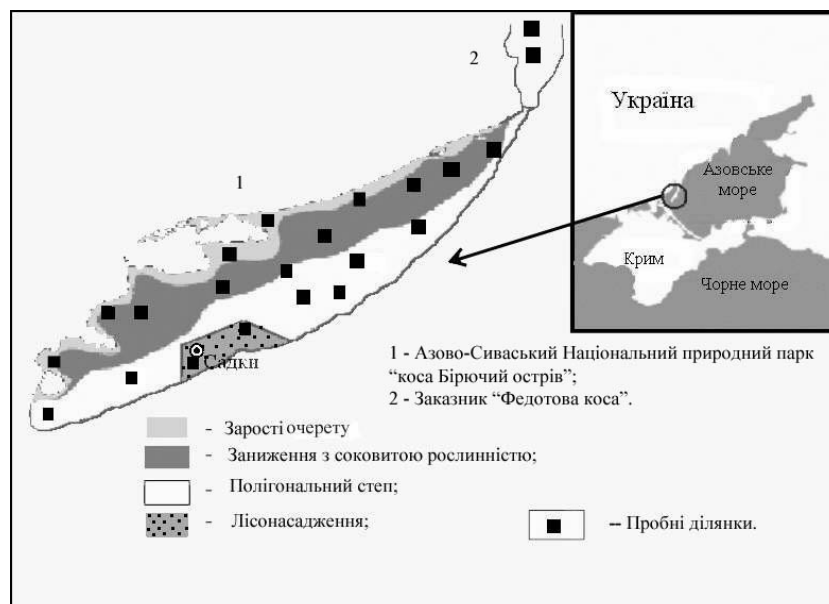 2
Україна
Азовське
море
1
Крим
Чорне море
Садки
1 - Азово-Сиваський Національний природний парк
“коса Бірючий острів”;
2 - Заказник “Федотова коса”.
- Зарості очерету
- Заниження з соковитою рослинністю;
- Полігональний степ;
- Лісонасадження;
-- Пробні ділянки.